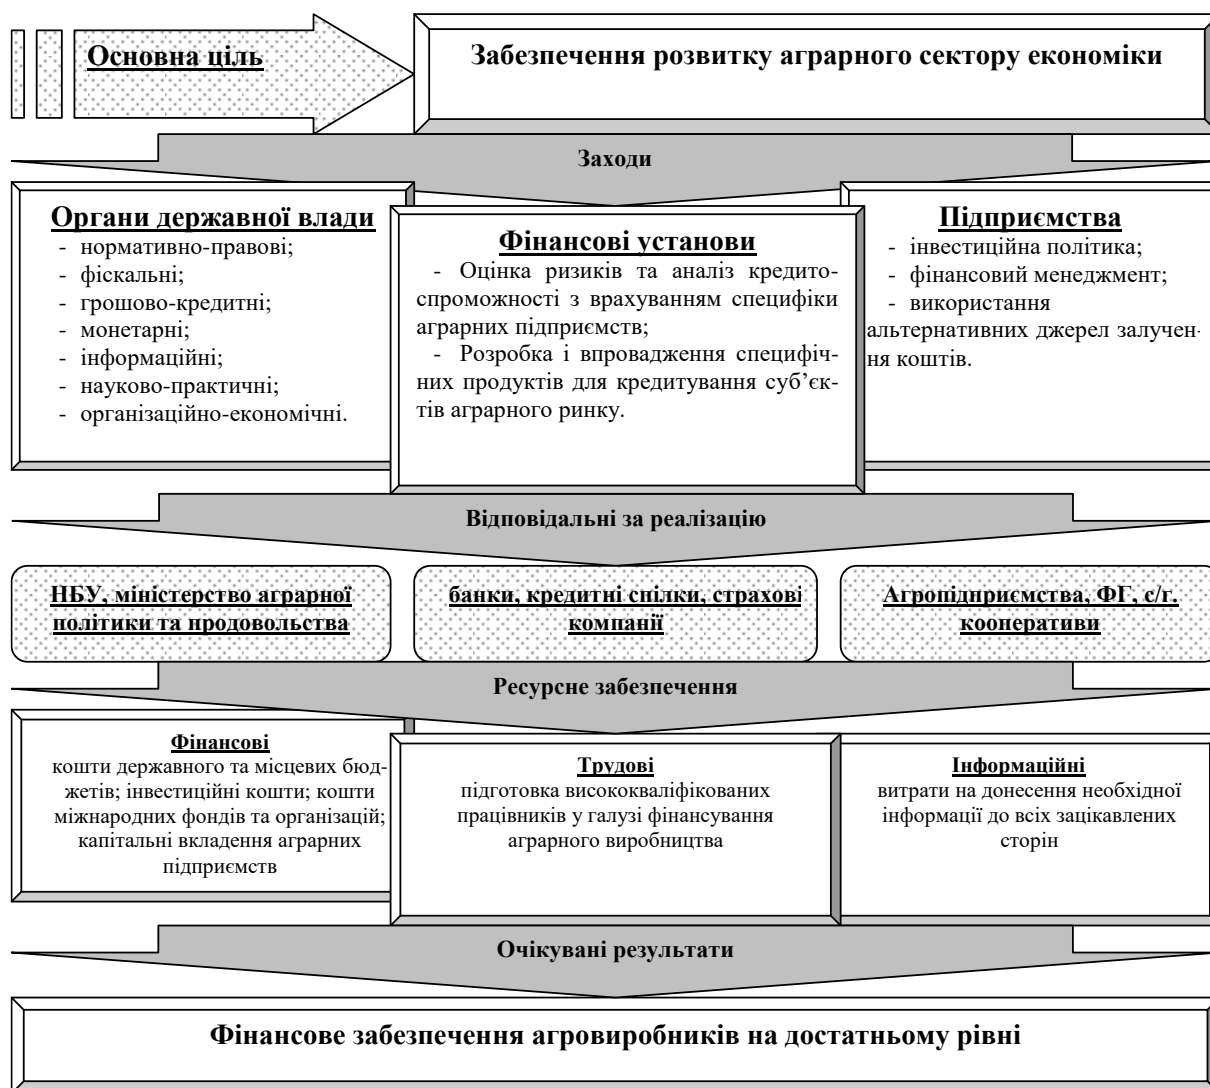 Основна ціль
Забезпечення розвитку аграрного сектору економіки
Заходи
Органи державної влади
- нормативно-правові;
- фіскальні;
- грошово-кредитні;
- монетарні;
- інформаційні;
- науково-практичні;
- організаційно-економічні.
Фінансові установи
- Оцінка ризиків та аналіз кредито-
спроможності з врахуванням специфіки
аграрних підприємств;
- Розробка і впровадження специфіч-
них продуктів для кредитування суб’єк-
тів аграрного ринку.
Підприємства
- інвестиційна політика;
- фінансовий менеджмент;
- використання
альтернативних джерел залучен-
ня коштів.
Відповідальні за реалізацію
НБУ, міністерство аграрної
політики та продовольства
банки, кредитні спілки, страхові
компанії
Агропідприємства, ФГ, с/г.
кооперативи
Ресурсне забезпечення
Фінансові
кошти державного та місцевих бюд-
жетів; інвестиційні кошти; кошти
міжнародних фондів та організацій;
капітальні вкладення аграрних
підприємств
Трудові
підготовка висококваліфікованих
працівників у галузі фінансування
аграрного виробництва
Інформаційні
витрати на донесення необхідної
інформації до всіх зацікавлених
сторін
Очікувані результати
Фінансове забезпечення агровиробників на достатньому рівні